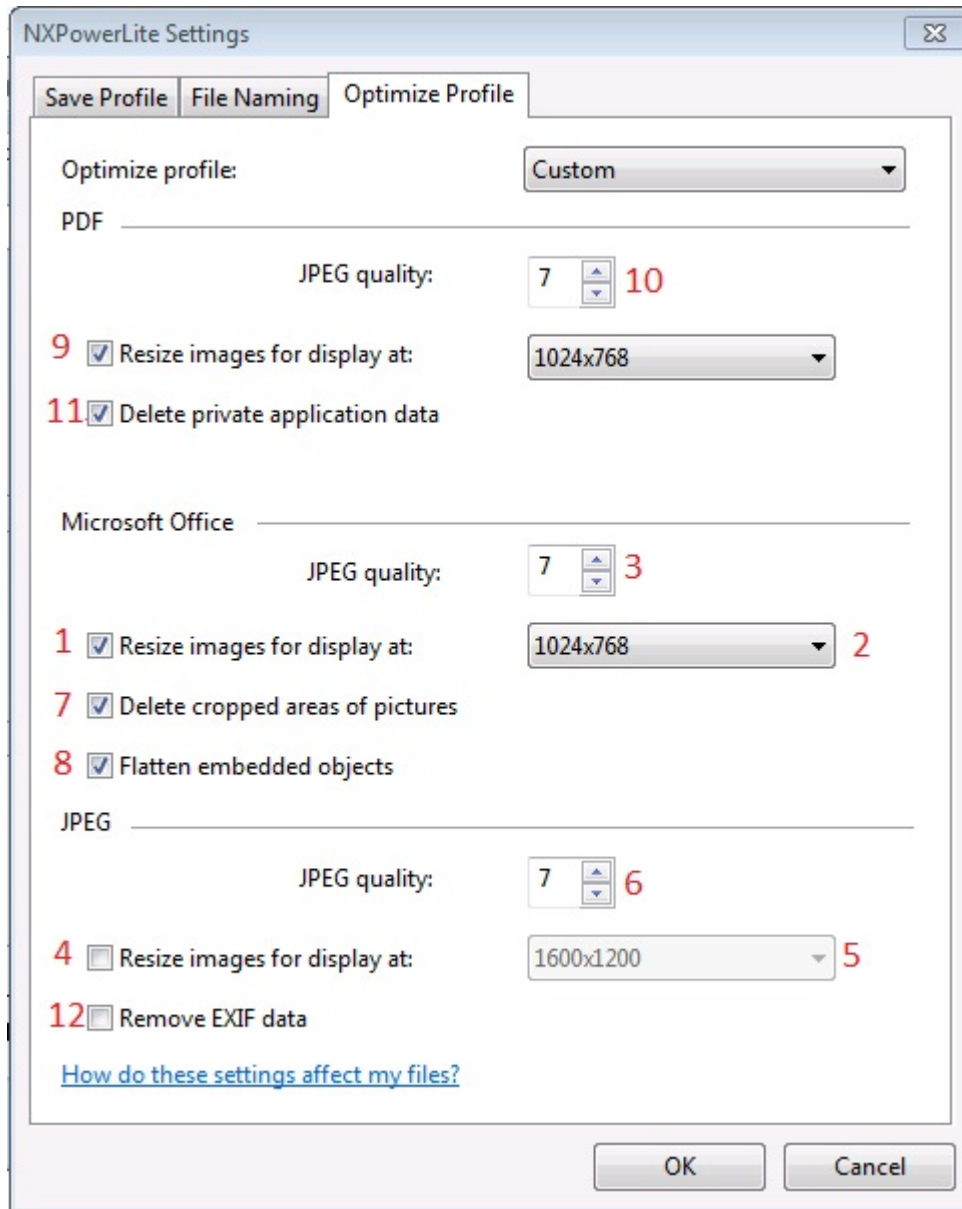 NXPowerLite Settings
Save Profile File Naming Optimize Profile
Optimize profile: Custom
PDF
JPEG quality: 7 10
9 Resize images for display at: 1024x768
11 Delete private application data
Microsoft Office
JPEG quality: 7 3
1 Resize images for display at: 1024x768 2
7 Delete cropped areas of pictures
8 Flatten embedded objects
JPEG
JPEG quality: 7 6
4 Resize images for display at: 1600x1200 5
12 Remove EXIF data
How do these settings affect my files?
OK Cancel